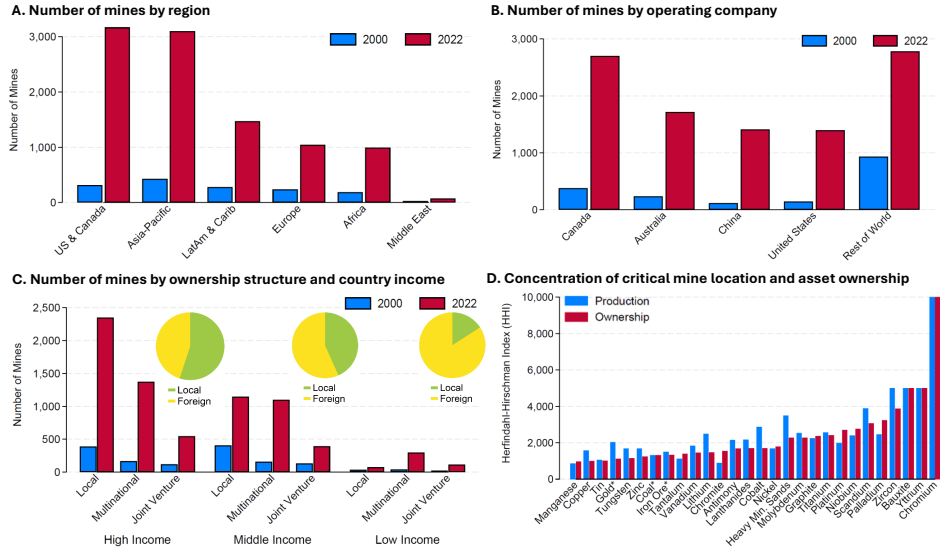 A. Number of mines by region
Number of Mines
3,000
2,000
1,000
0
2000
2022
US & Canada
Asia-Pacific
LatAm & Carib
Europe
Africa
Middle East
B. Number of mines by operating company
Number of Mines
3,000
2,000
1,000
0
2000
2022
Canada
Australia
China
United States
Rest of World
C. Number of mines by ownership structure and country income
Number of Mines
2,500
2,000
1,500
1,000
500
0
2000
2022
Local
Foreign
Local
Foreign
Local
Foreign
Local
Multinational
Joint Venture
Local
Multinational
Joint Venture
Local
Multinational
Joint Venture
High Income
Middle Income
Low Income
D. Concentration of critical mine location and asset ownership
Herfindahl-Hirschman Index (HHI)
10,000
8,000
6,000
4,000
2,000
0
Production
Ownership
Manganese
Copper
Tin
Gold*
Tungsten
Zinc
Coal*
Iron Ore*
Tantalum
Vanadium
Lithium
Chromite
Antimony
Lanthanides
Cobalt
Nickel
Heavy Min. Sands
Molybdenum
Graphite
Titanium
Platinum
Niobium
Scandium
Palladium
Zircon
Bauxite
Yttrium
Chromium